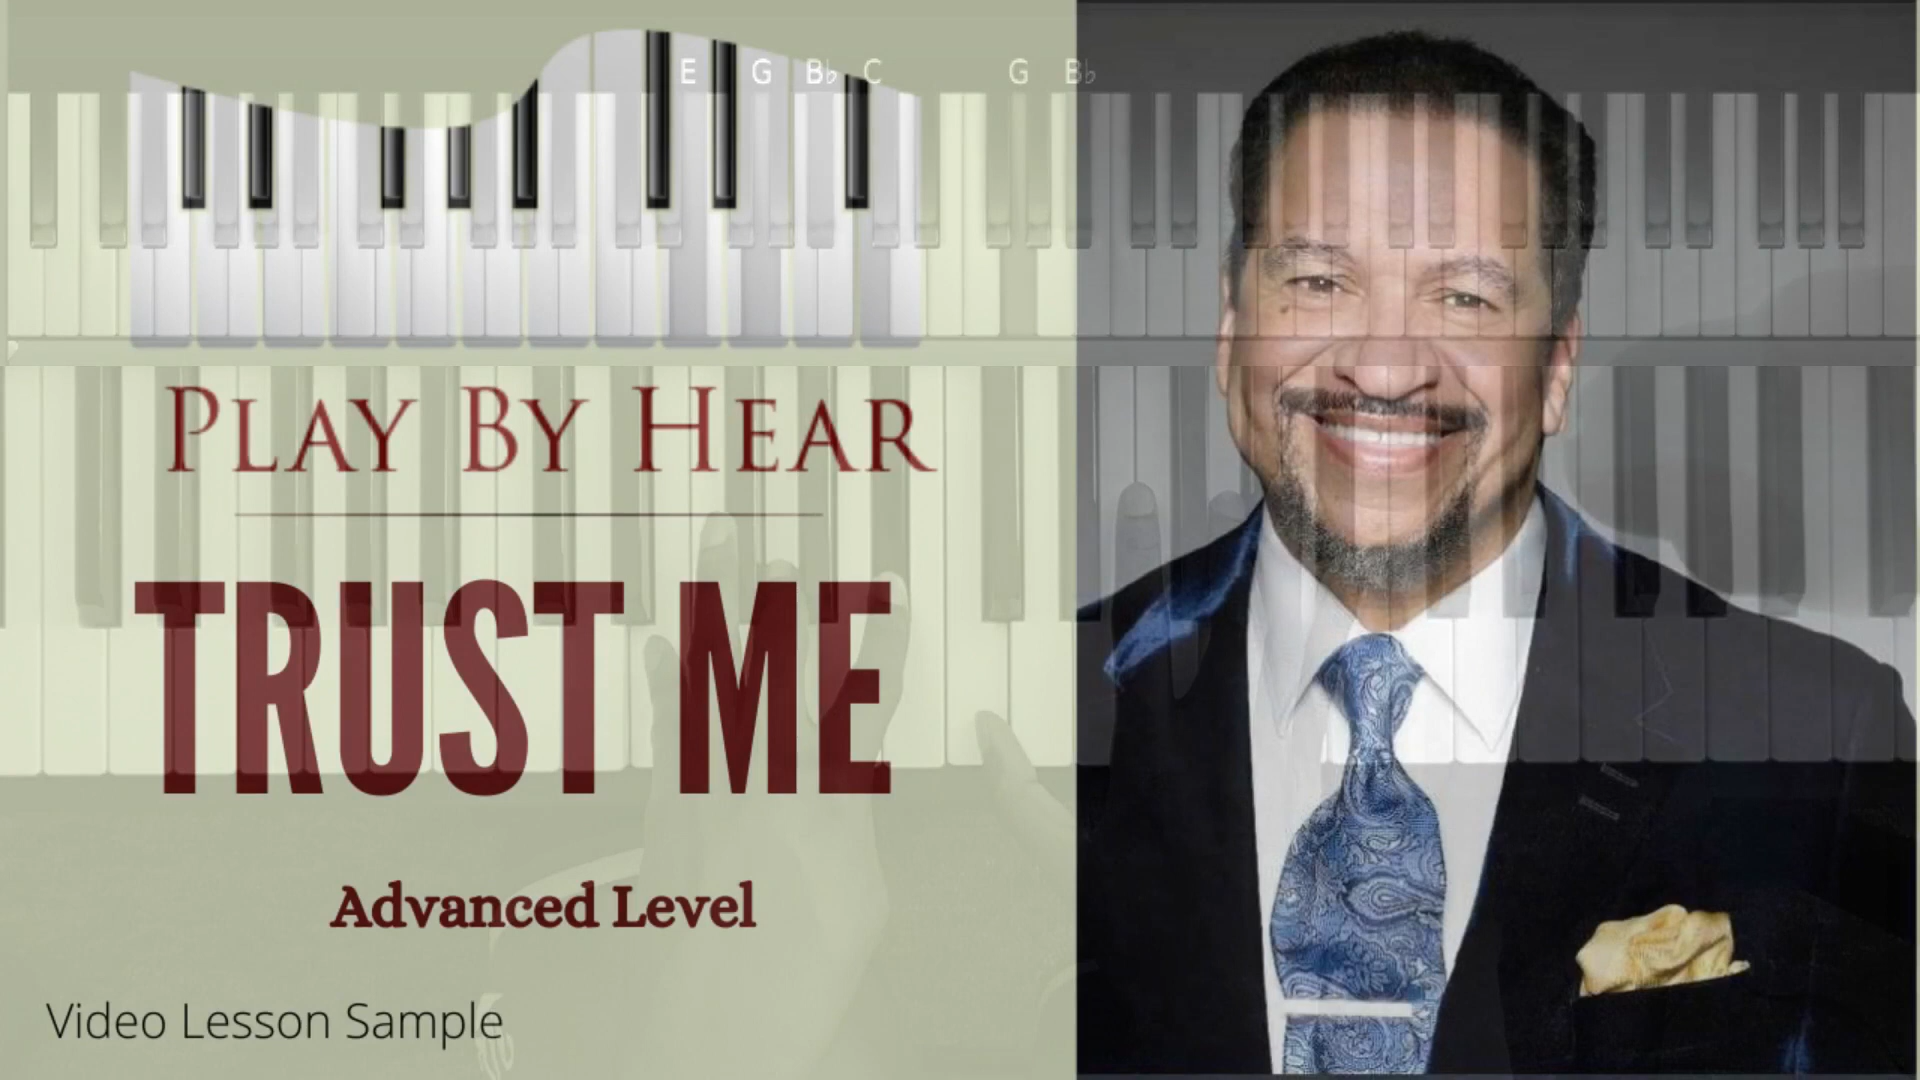 E G B♭ C G B♭
PLAY BY HEAR
TRUST ME
Advanced Level
Video Lesson Sample